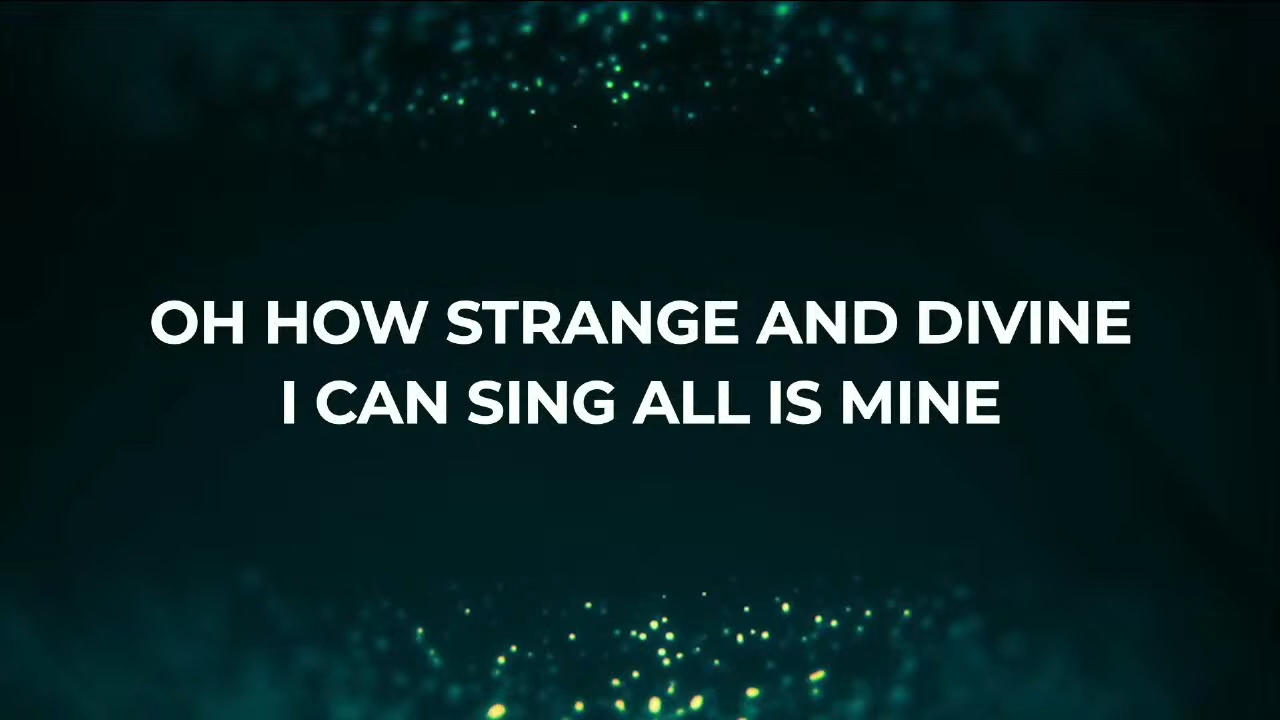 OH HOW STRANGE AND DIVINE
I CAN SING ALL IS MINE